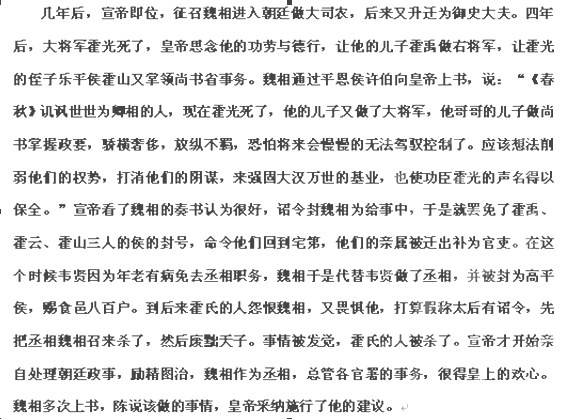 几年后，宣帝即位，征召魏相进入朝廷做大司农，后来又升迁为御史大夫。四年
后，大将军霍光死了，皇帝思念他的功劳与德行，让他的儿子霍禹做右将军，让霍光
的侄子乐平侯霍山又掌领尚书省事务。魏相通过平恩侯许伯向皇帝上书，说：“《春
秋》讥讽世世为卿相的人，现在霍光死了，他的儿子又做了大将军，他哥哥的儿子做尚
书掌握政要，骄横奢侈，放纵不羁，恐怕将来会慢慢的无法驾驭控制了。应该想法削
弱他们的权势，打消他们的阴谋，来强固大汉万世的基业，也使功臣霍光的声名得以
保全。”宣帝看了魏相的奏书认为很好，诏令封魏相为给事中，于是就罢免了霍禹、
霍云、霍山三人的侯的封号，命令他们回到宅第，他们的亲属被迁出补为官吏。在这
个时候韦贤因为年老有病免去丞相职务，魏相于是代替韦贤做了丞相，并被封为高平
侯，赐食邑八百户。到后来霍氏的人怨恨魏相，又畏惧他，打算假称太后有诏令，先
把丞相魏相召来杀了，然后废黜天子。事情被发觉，霍氏的人被杀了。宣帝才开始亲
自处理朝廷政事，励精图治，魏相作为丞相，总管各官署的事务，很得皇上的欢心。
魏相多次上书，陈说该做的事情，皇帝采纳施行了他的建议。